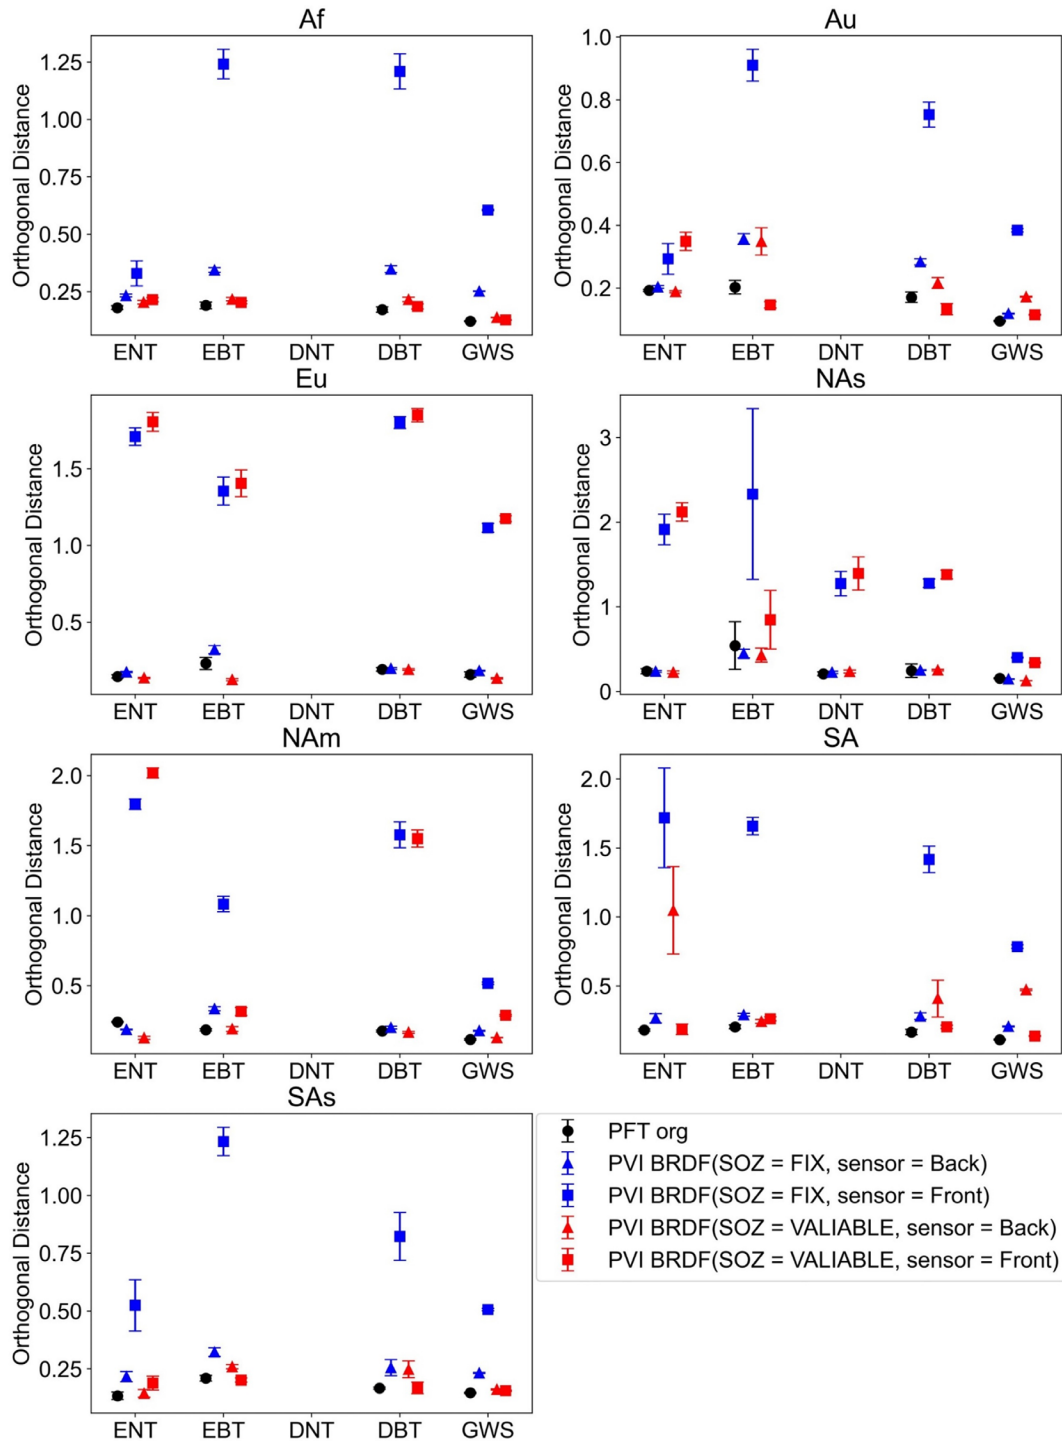 Af
Orthogonal Distance
1.25
1.00
0.75
0.50
0.25
ENT EBT DNT DBT GWS
Au
Orthogonal Distance
1.0
0.8
0.6
0.4
0.2
ENT EBT DNT DBT GWS
Eu
Orthogonal Distance
1.5
1.0
0.5
ENT EBT DNT DBT GWS
NAs
Orthogonal Distance
3
2
1
0
ENT EBT DNT DBT GWS
NAm
Orthogonal Distance
2.0
1.5
1.0
0.5
ENT EBT DNT DBT GWS
SA
Orthogonal Distance
2.0
1.5
1.0
0.5
ENT EBT DNT DBT GWS
SAs
Orthogonal Distance
1.25
1.00
0.75
0.50
0.25
ENT EBT DNT DBT GWS
PFT org
PVI BRDF(SOZ = FIX, sensor = Back)
PVI BRDF(SOZ = FIX, sensor = Front)
PVI BRDF(SOZ = VALIABLE, sensor = Back)
PVI BRDF(SOZ = VALIABLE, sensor = Front)